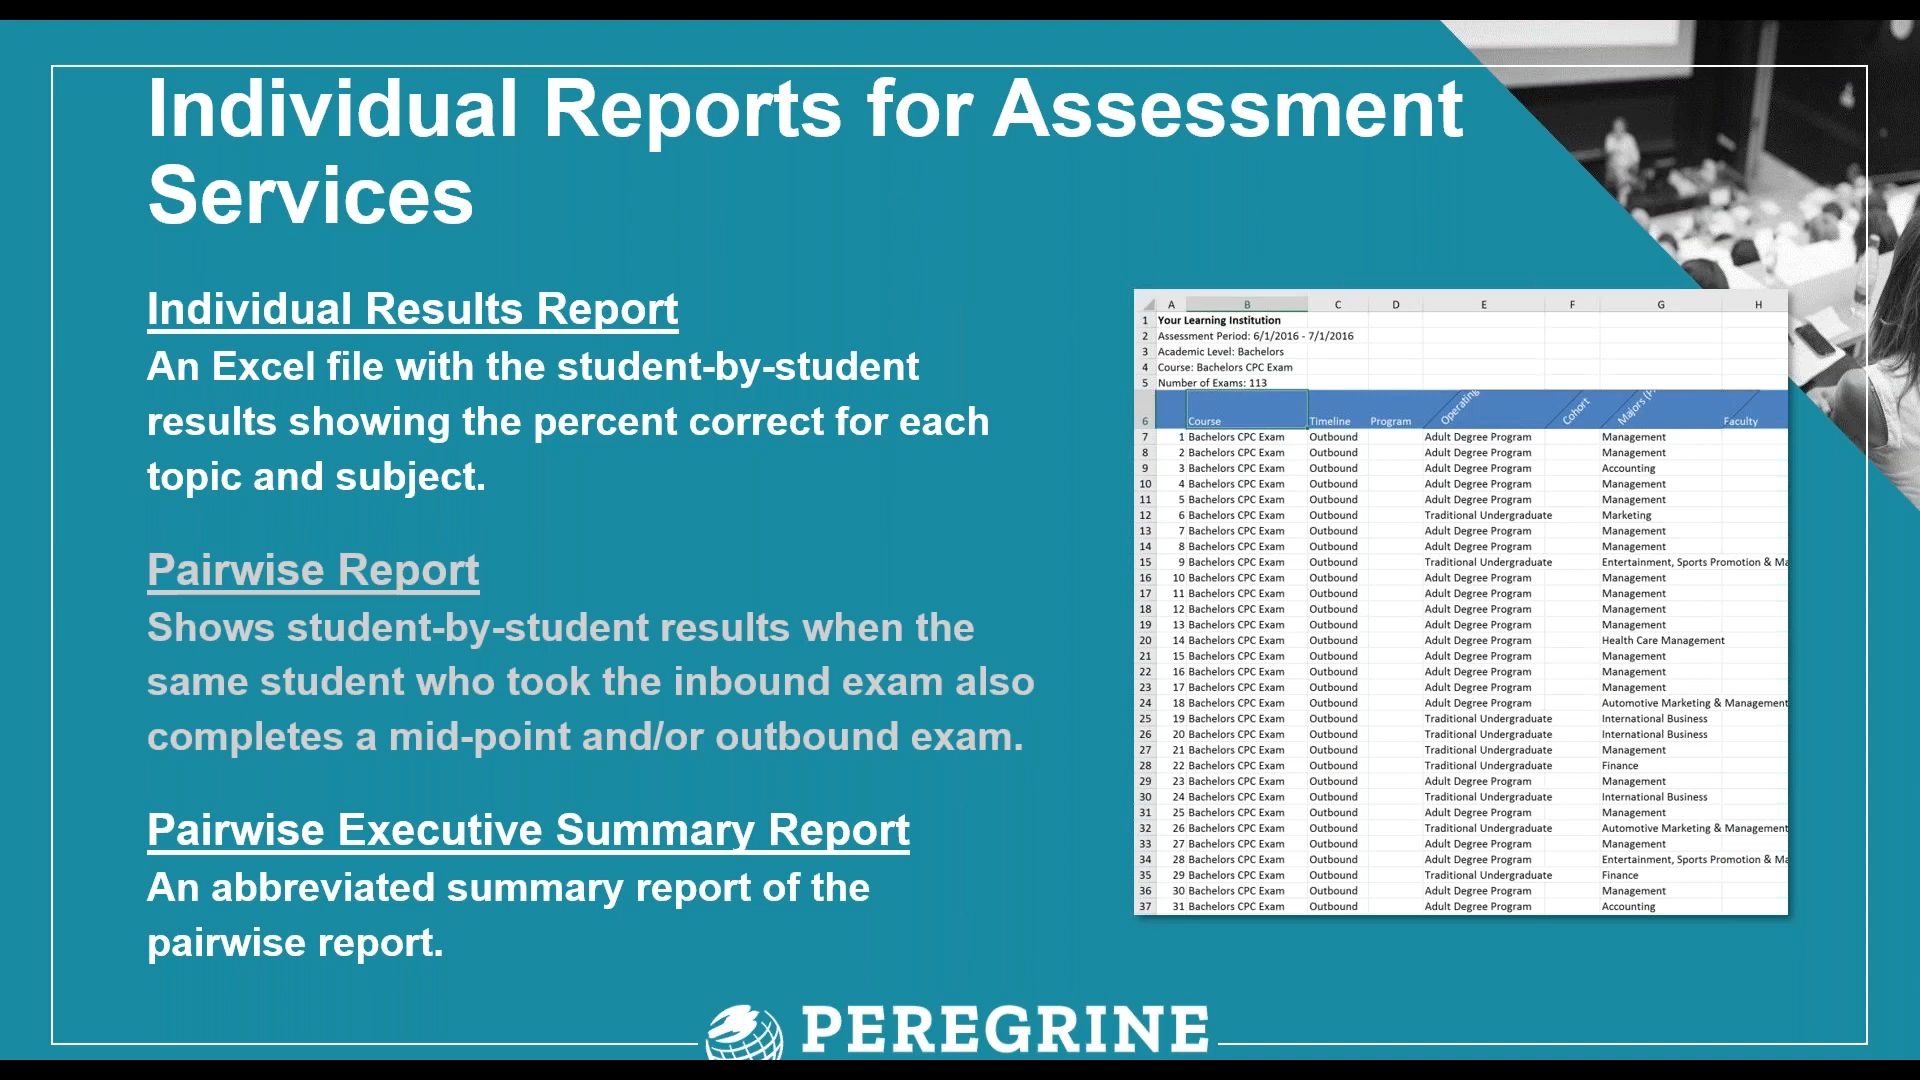 Individual Reports for Assessment
Services
Individual Results Report
An Excel file with the student-by-student
results showing the percent correct for each
topic and subject.
Pairwise Report
Shows student-by-student results when the
same student who took the inbound exam also
completes a mid-point and/or outbound exam.
Pairwise Executive Summary Report
An abbreviated summary report of the
pairwise report.
A B C D E F G H
1 Your Learning Institution
2 Assessment Period: 6/1/2016 - 7/1/2016
3 Academic Level: Bachelors
4 Course: Bachelors CPC Exam
5 Number of Exams: 113
6 Course Timeline Program Operating Cohort Majors (P Faculty
7 1 Bachelors CPC Exam Outbound Adult Degree Program Management
8 2 Bachelors CPC Exam Outbound Adult Degree Program Management
9 3 Bachelors CPC Exam Outbound Adult Degree Program Accounting
10 4 Bachelors CPC Exam Outbound Adult Degree Program Management
11 5 Bachelors CPC Exam Outbound Adult Degree Program Management
12 6 Bachelors CPC Exam Outbound Traditional Undergraduate Marketing
13 7 Bachelors CPC Exam Outbound Adult Degree Program Management
14 8 Bachelors CPC Exam Outbound Adult Degree Program Management
15 9 Bachelors CPC Exam Outbound Traditional Undergraduate Entertainment, Sports Promotion & Ma
16 10 Bachelors CPC Exam Outbound Adult Degree Program Management
17 11 Bachelors CPC Exam Outbound Adult Degree Program Management
18 12 Bachelors CPC Exam Outbound Adult Degree Program Management
19 13 Bachelors CPC Exam Outbound Adult Degree Program Management
20 14 Bachelors CPC Exam Outbound Adult Degree Program Health Care Management
21 15 Bachelors CPC Exam Outbound Adult Degree Program Management
22 16 Bachelors CPC Exam Outbound Adult Degree Program Management
23 17 Bachelors CPC Exam Outbound Adult Degree Program Management
24 18 Bachelors CPC Exam Outbound Adult Degree Program Automotive Marketing & Management
25 19 Bachelors CPC Exam Outbound Traditional Undergraduate International Business
26 20 Bachelors CPC Exam Outbound Traditional Undergraduate International Business
27 21 Bachelors CPC Exam Outbound Traditional Undergraduate Management
28 22 Bachelors CPC Exam Outbound Traditional Undergraduate Finance
29 23 Bachelors CPC Exam Outbound Adult Degree Program Management
30 24 Bachelors CPC Exam Outbound Traditional Undergraduate International Business
31 25 Bachelors CPC Exam Outbound Adult Degree Program Management
32 26 Bachelors CPC Exam Outbound Traditional Undergraduate Automotive Marketing & Management
33 27 Bachelors CPC Exam Outbound Adult Degree Program Management
34 28 Bachelors CPC Exam Outbound Adult Degree Program Entertainment, Sports Promotion & Ma
35 29 Bachelors CPC Exam Outbound Traditional Undergraduate Finance
36 30 Bachelors CPC Exam Outbound Adult Degree Program Management
37 31 Bachelors CPC Exam Outbound Adult Degree Program Accounting
PEREGRINE